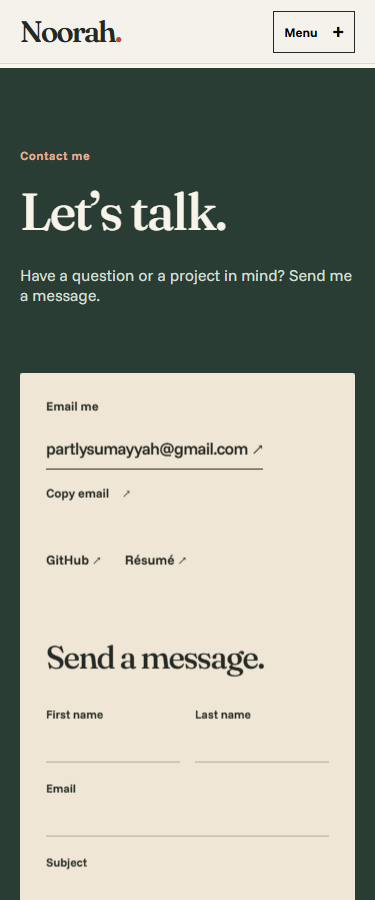 Noorah.
Menu +
Contact me
Let’s talk.
Have a question or a project in mind? Send me
a message.
Email me
partlysumayyah@gmail.com ↗
Copy email ↗
GitHub ↗ Résumé ↗
Send a message.
First name Last name
Email
Subject